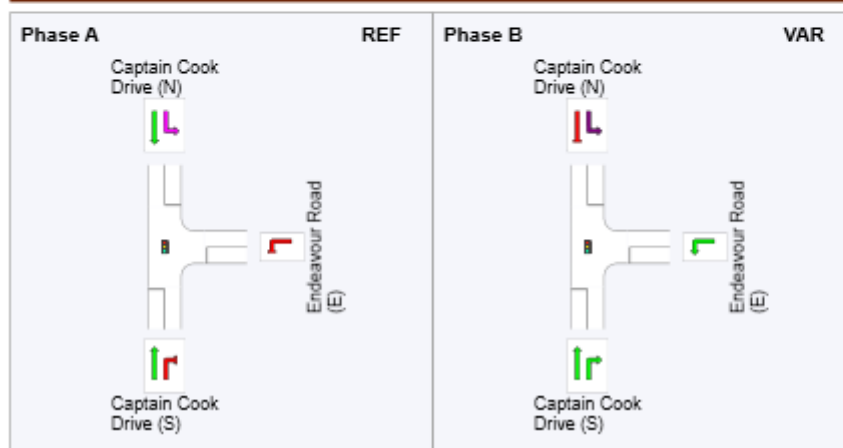 Phase A
REF
Captain Cook
Drive (N)
Endeavour Road
(E)
Captain Cook
Drive (S)
Phase B
VAR
Captain Cook
Drive (N)
Endeavour Road
(E)
Captain Cook
Drive (S)